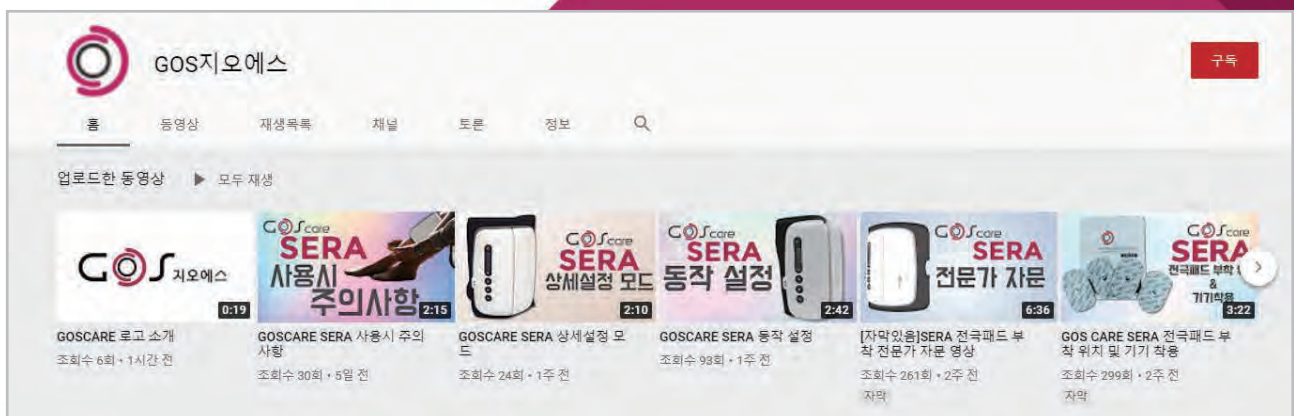 GOS지오에스
구독
홈 동영상 재생목록 채널 토론 정보
업로드한 동영상 ▶ 모두 재생
GOS 지오에스
0:19
GOScare
SERA
사용시
주의사항
2:15
GOScare
SERA
상세설정 모드
2:10
GOScare
SERA
동작 설정
2:42
GOScare
SERA
전문가 자문
6:36
GOScare
SERA
전극패드 부착
&
기기착용
3:22
GOSCARE 로고 소개
조회수 6회 • 1시간 전
GOSCARE SERA 사용시 주의
사항
조회수 30회 • 5일 전
GOSCARE SERA 상세설정 모
드
조회수 24회 • 1주 전
GOSCARE SERA 동작 설정
조회수 93회 • 1주 전
[자막있음]SERA 전극패드 부
착 전문가 자문 영상
조회수 261회 • 2주 전
자막
GOS CARE SERA 전극패드 부
착 위치 및 기기 착용
조회수 299회 • 2주 전
자막